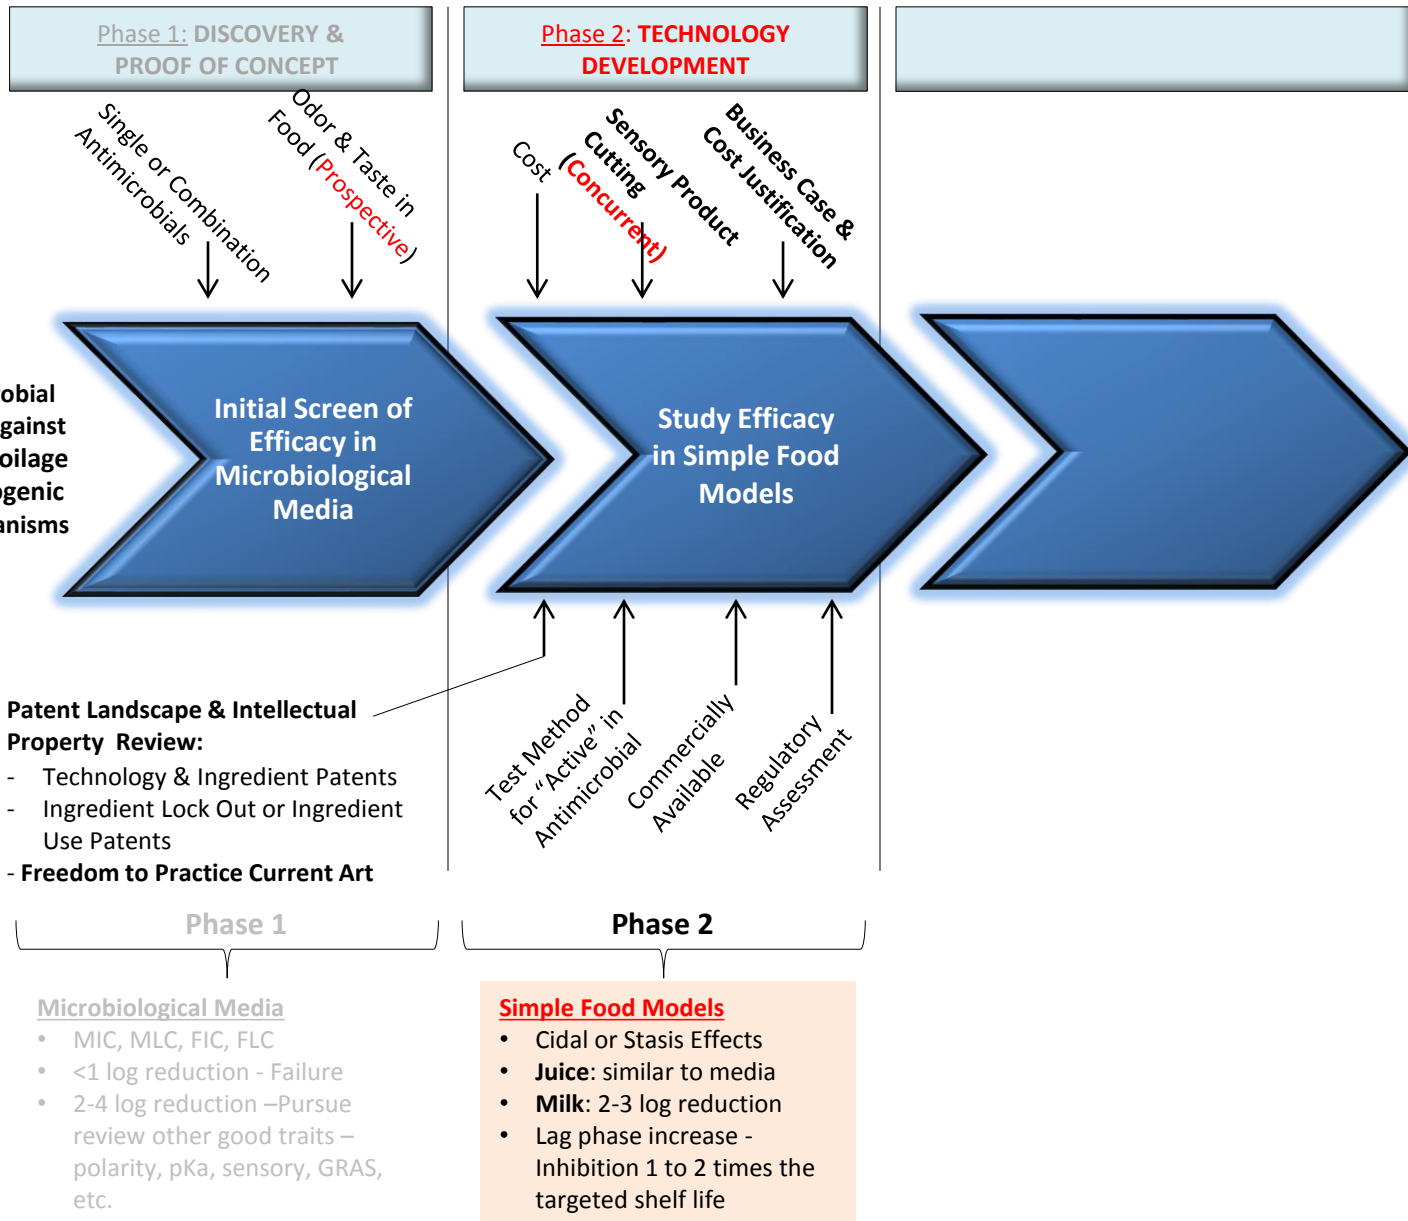 Phase 1: DISCOVERY &
PROOF OF CONCEPT
Phase 2: TECHNOLOGY
DEVELOPMENT
Single or Combination
Antimicrobials
Odor & Taste in
Food (Prospective)
Cost
Sensory Product
Cutting
(Concurrent)
Business Case &
Cost Justification
robial
gainst
oilage
ogenic
anisms
Initial Screen of
Efficacy in
Microbiological
Media
Study Efficacy
in Simple Food
Models
Patent Landscape & Intellectual
Property Review:
- Technology & Ingredient Patents
- Ingredient Lock Out or Ingredient
Use Patents
- Freedom to Practice Current Art
Test Method
for “Active” in
Antimicrobial
Commercially
Available
Regulatory
Assessment
Phase 1
Phase 2
Microbiological Media
• MIC, MLC, FIC, FLC
• <1 log reduction - Failure
• 2-4 log reduction –Pursue
review other good traits –
polarity, pKa, sensory, GRAS,
etc.
Simple Food Models
• Cidal or Stasis Effects
• Juice: similar to media
• Milk: 2-3 log reduction
• Lag phase increase -
Inhibition 1 to 2 times the
targeted shelf life